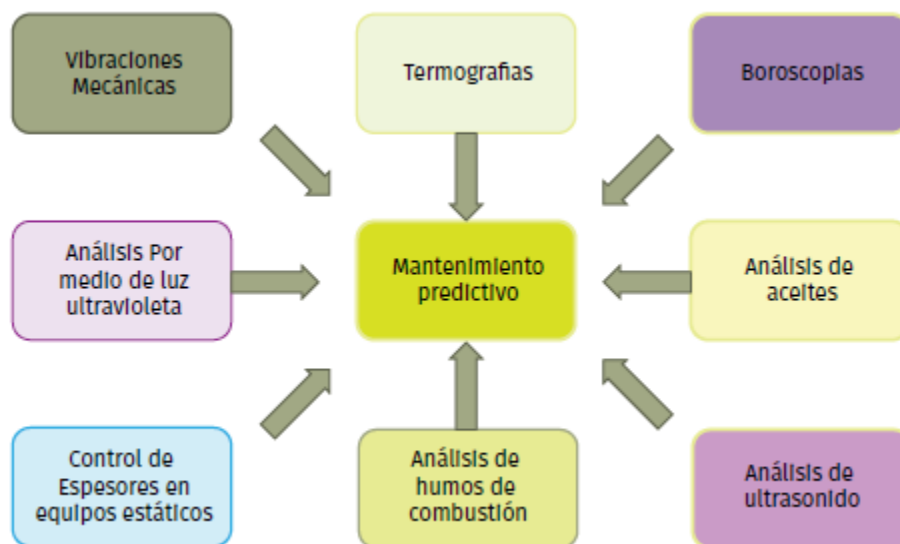 Vibraciones
Mecánicas
Termografias
Boroscopias
Análisis Por
medio de luz
ultravioleta
Mantenimiento
predictivo
Análisis de
aceites
Control de
Espesores en
equipos estáticos
Análisis de
humos de
combustión
Análisis de
ultrasonido